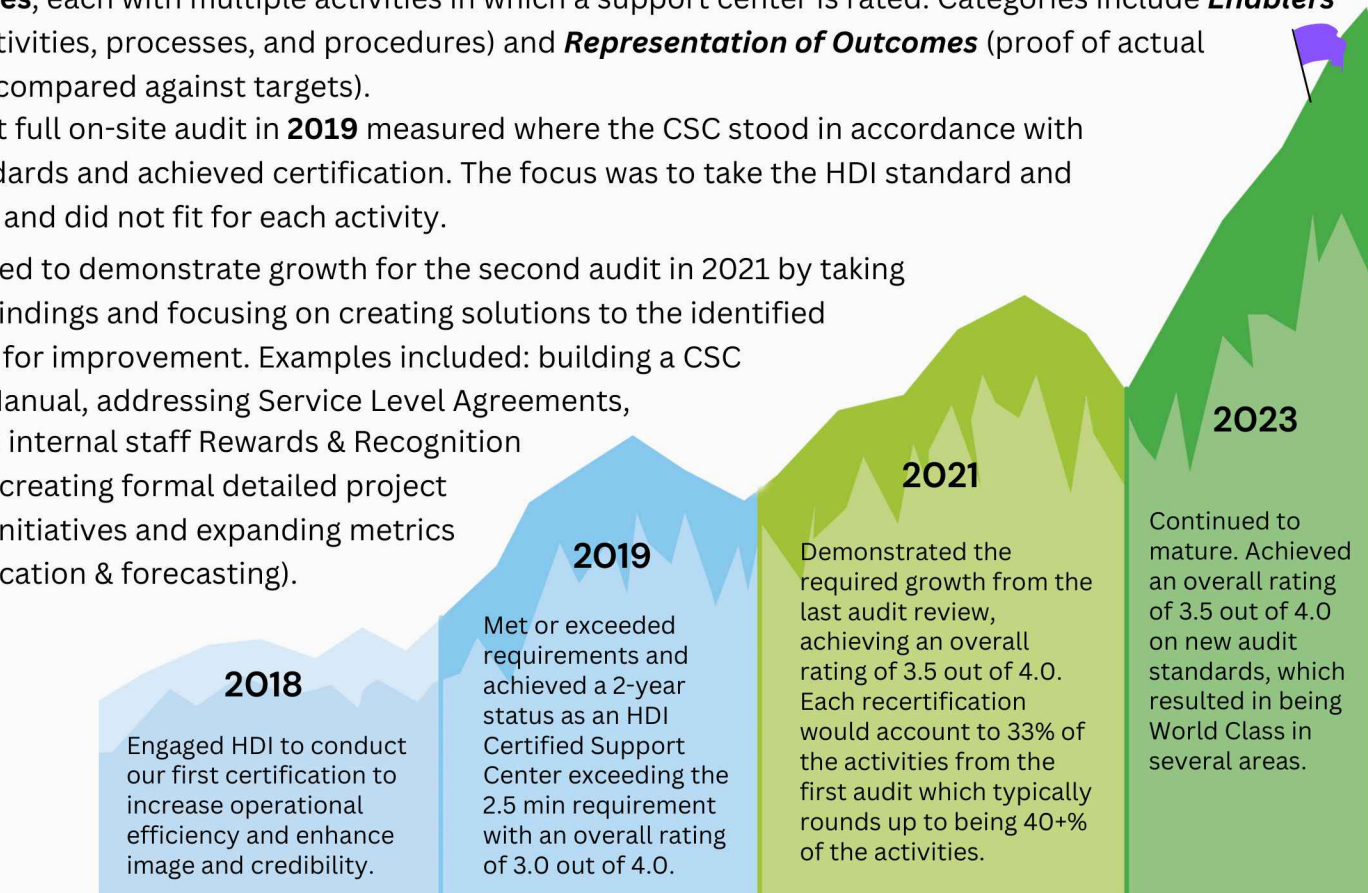 es, each with multiple activities in which a support center is rated. Categories include Enablers
tivities, processes, and procedures) and Representation of Outcomes (proof of actual
compared against targets).
t full on-site audit in 2019 measured where the CSC stood in accordance with
dards and achieved certification. The focus was to take the HDI standard and
and did not fit for each activity.
ed to demonstrate growth for the second audit in 2021 by taking
indings and focusing on creating solutions to the identified
for improvement. Examples included: building a CSC
Manual, addressing Service Level Agreements,
internal staff Rewards & Recognition
creating formal detailed project
nitiatives and expanding metrics
cation & forecasting).
2018
Engaged HDI to conduct
our first certification to
increase operational
efficiency and enhance
image and credibility.
2019
Met or exceeded
requirements and
achieved a 2-year
status as an HDI
Certified Support
Center exceeding the
2.5 min requirement
with an overall rating
of 3.0 out of 4.0.
2021
Demonstrated the
required growth from the
last audit review,
achieving an overall
rating of 3.5 out of 4.0.
Each recertification
would account to 33% of
the activities from the
first audit which typically
rounds up to being 40+%
of the activities.
2023
Continued to
mature. Achieved
an overall rating
of 3.5 out of 4.0
on new audit
standards, which
resulted in being
World Class in
several areas.